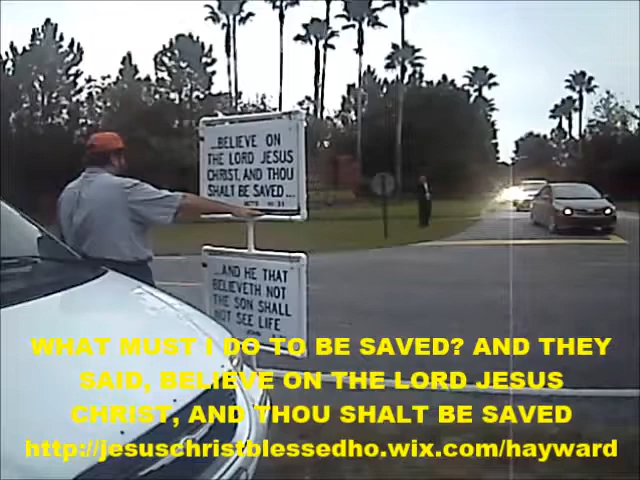 ...BELIEVE ON
THE LORD JESUS
CHRIST, AND THOU
SHALT BE SAVED...
...AND HE THAT
BELIEVETH NOT
THE SON SHALL
NOT SEE LIFE
WHAT MUST I DO TO BE SAVED? AND THEY
SAID, BELIEVE ON THE LORD JESUS
CHRIST, AND THOU SHALT BE SAVED
http://jesuschristblessedho.wix.com/hayward